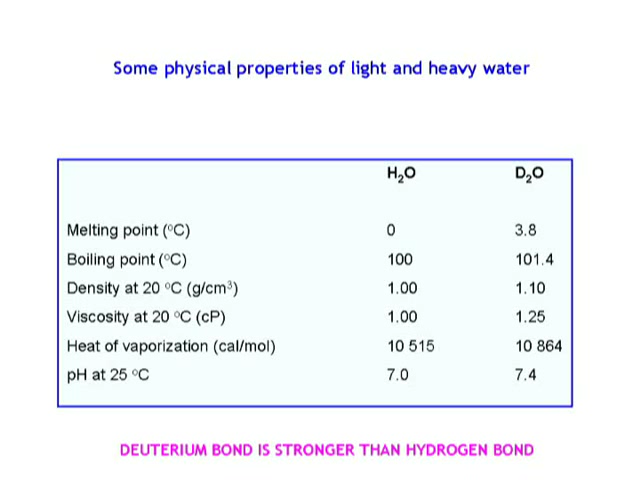 Some physical properties of light and heavy water
H₂O D₂O
Melting point (°C) 0 3.8
Boiling point (°C) 100 101.4
Density at 20 °C (g/cm³) 1.00 1.10
Viscosity at 20 °C (cP) 1.00 1.25
Heat of vaporization (cal/mol) 10 515 10 864
pH at 25 °C 7.0 7.4
DEUTERIUM BOND IS STRONGER THAN HYDROGEN BOND